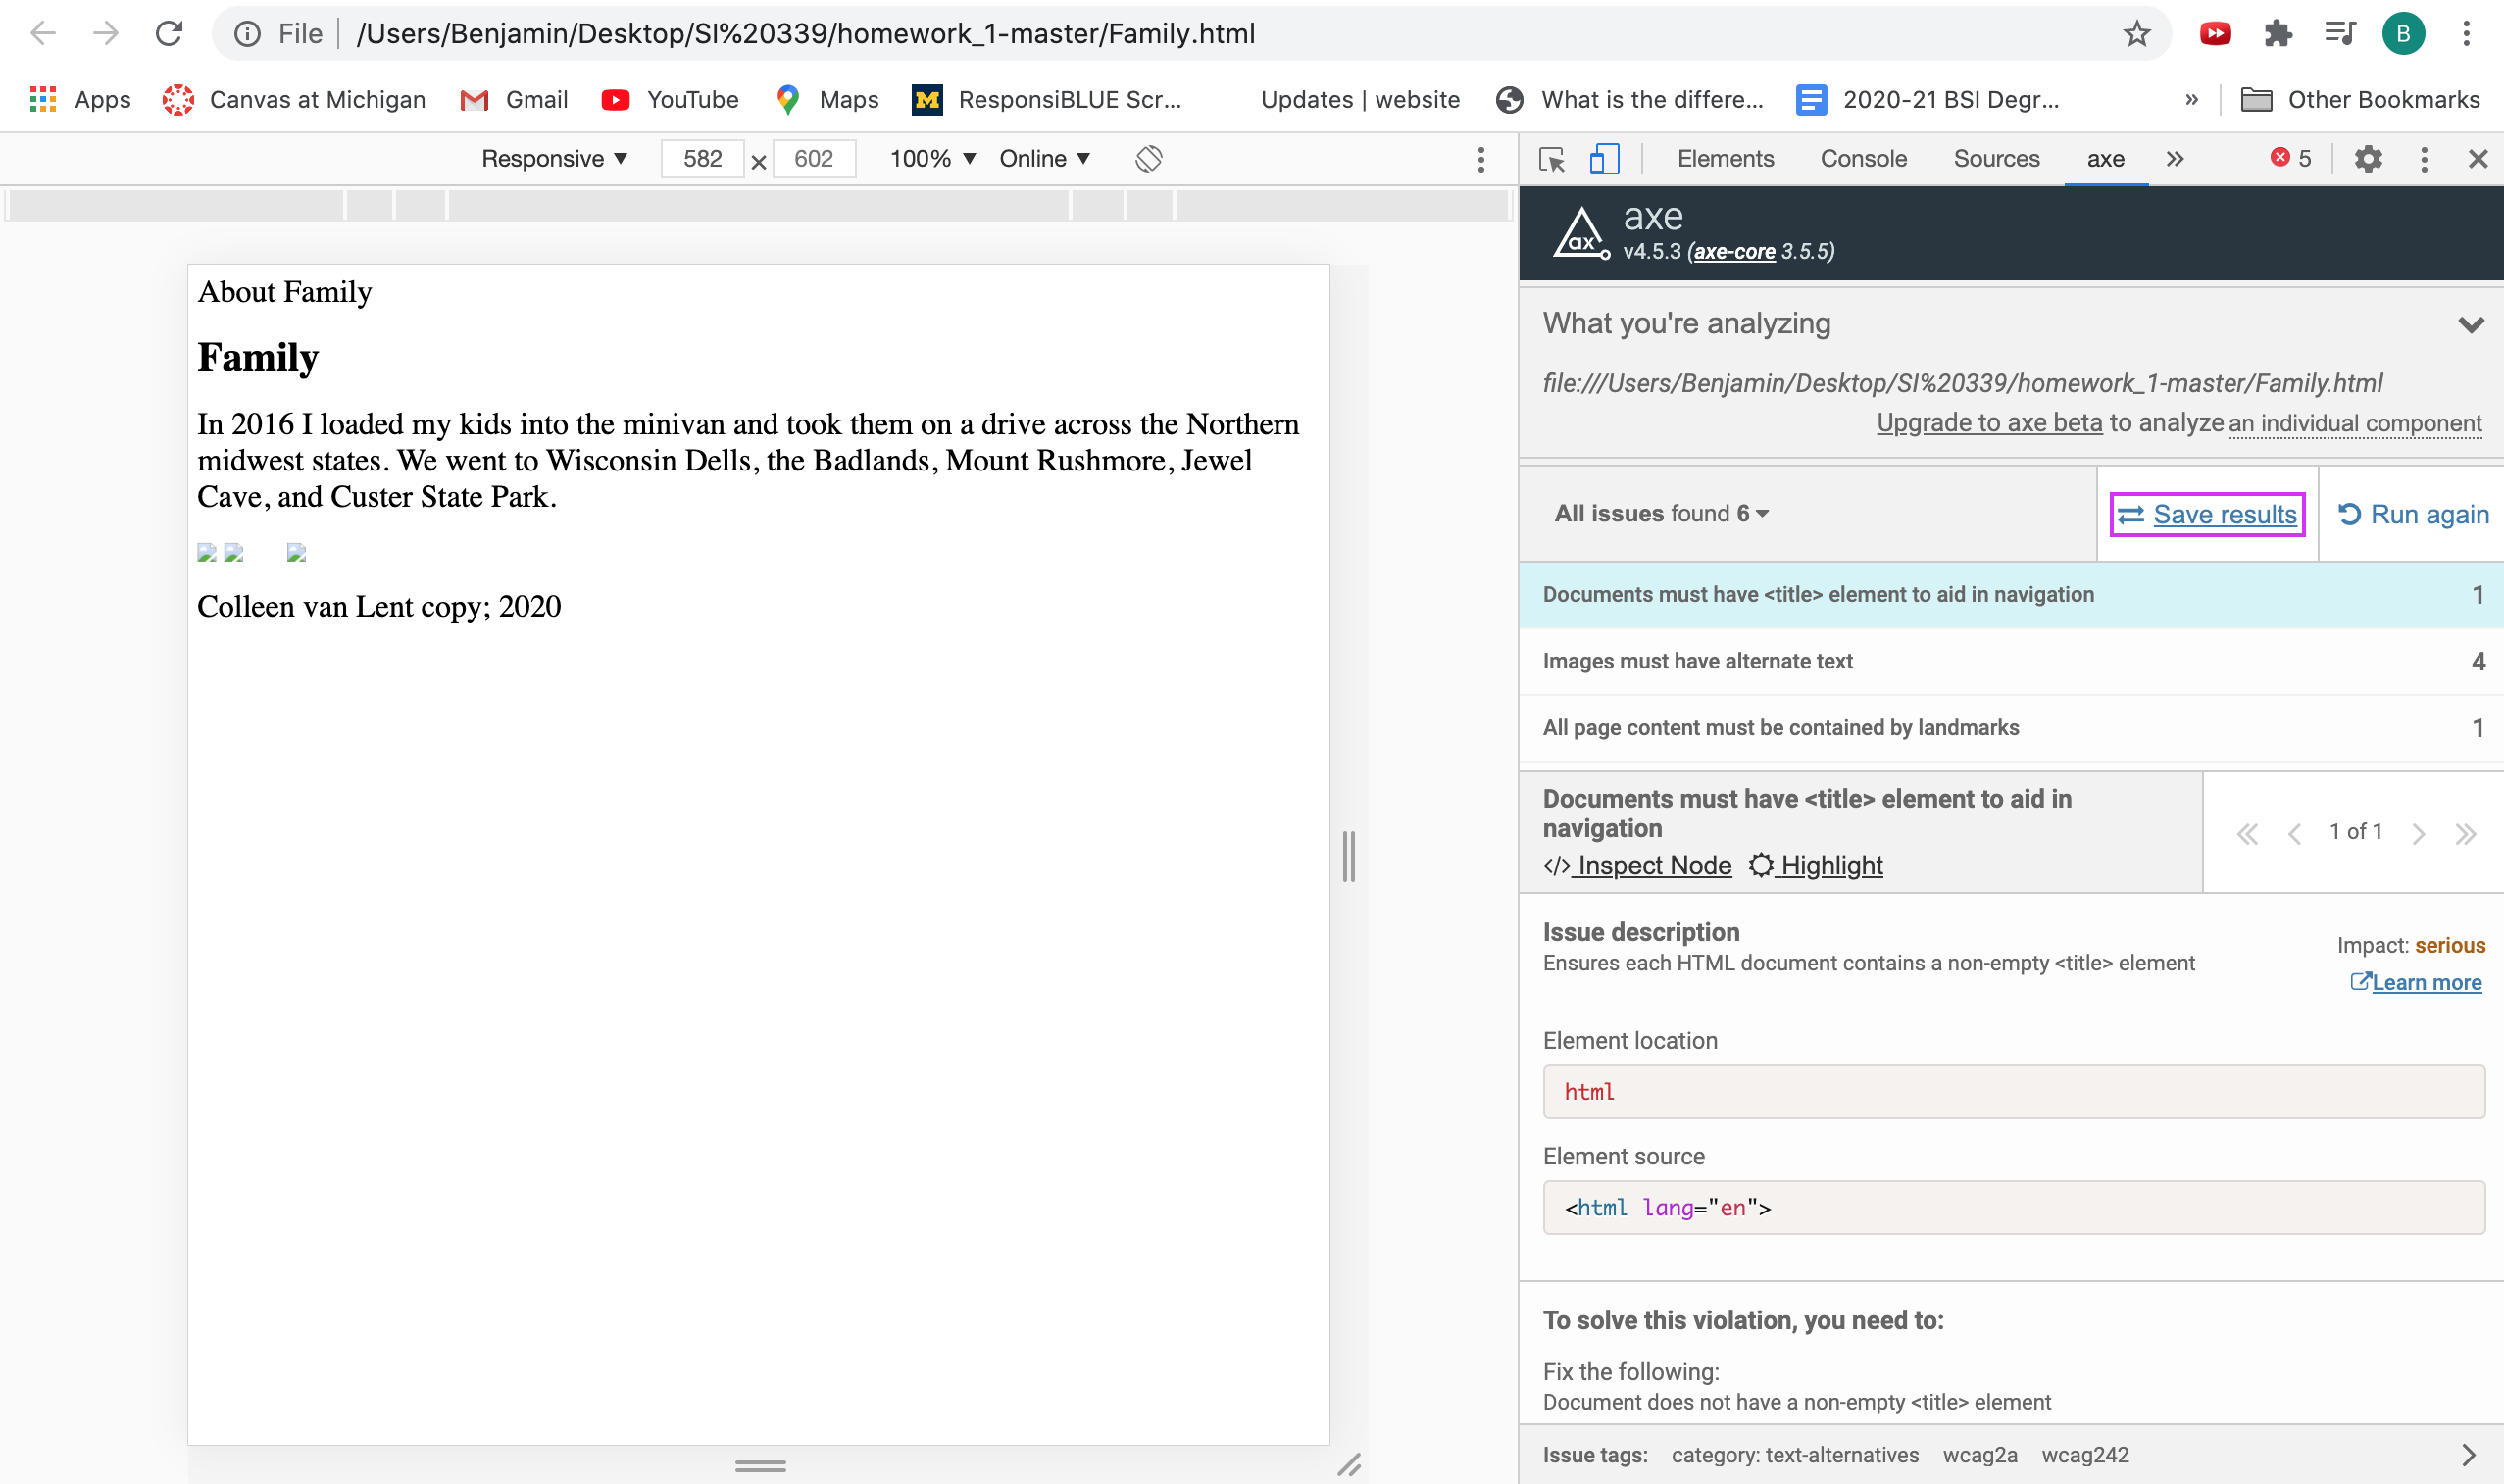 File /Users/Benjamin/Desktop/SI%20339/homework_1-master/Family.html
B
Apps Canvas at Michigan Gmail YouTube Maps ResponsiBLUE Scr... Updates | website What is the differe... 2020-21 BSI Degr... » Other Bookmarks
Responsive ▼ 582 × 602 100% ▼ Online ▼
Elements Console Sources axe » 5
About Family
Family
In 2016 I loaded my kids into the minivan and took them on a drive across the Northern
midwest states. We went to Wisconsin Dells, the Badlands, Mount Rushmore, Jewel
Cave, and Custer State Park.
Colleen van Lent copy; 2020
ax
axe
v4.5.3 (axe-core 3.5.5)
What you're analyzing
file:///Users/Benjamin/Desktop/SI%20339/homework_1-master/Family.html
Upgrade to axe beta to analyze an individual component
All issues found 6
Save results
Run again
Documents must have <title> element to aid in navigation 1
Images must have alternate text 4
All page content must be contained by landmarks 1
Documents must have <title> element to aid in
navigation
</> Inspect Node Highlight
1 of 1
Issue description
Ensures each HTML document contains a non-empty <title> element
Impact: serious
Learn more
Element location
html
Element source
<html lang="en">
To solve this violation, you need to:
Fix the following:
Document does not have a non-empty <title> element
Issue tags: category: text-alternatives wcag2a wcag242